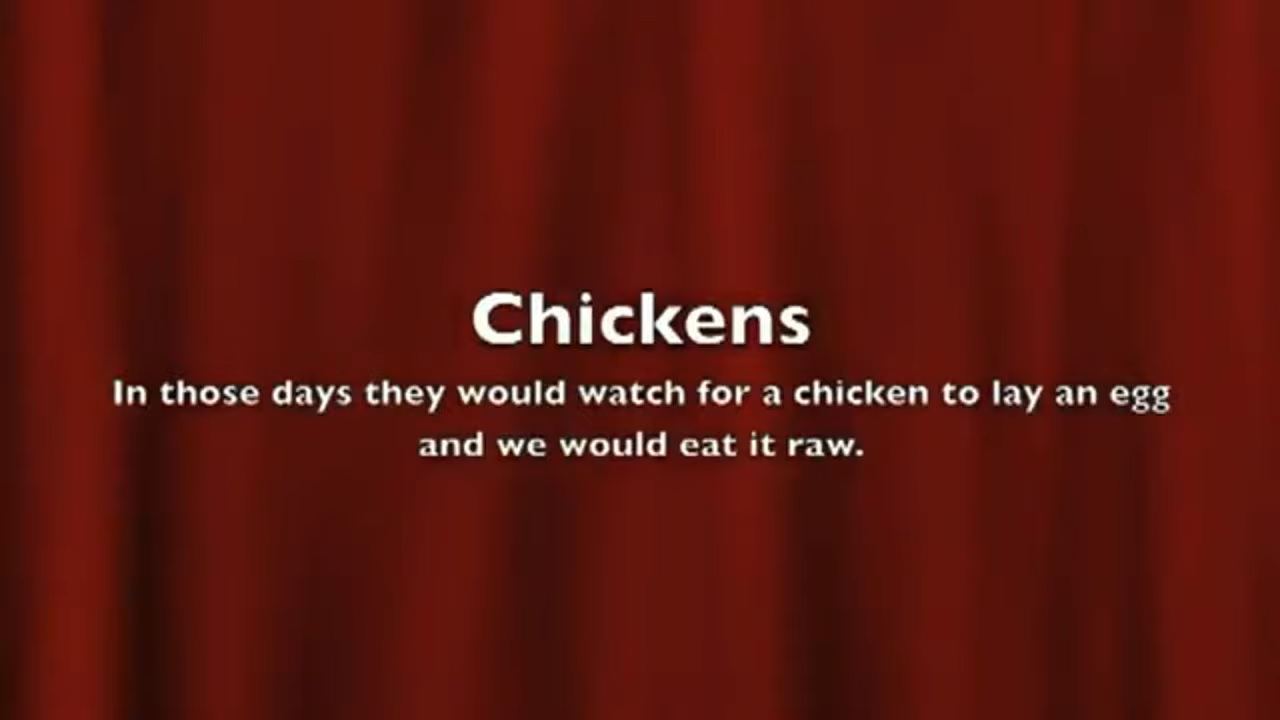 Chickens
In those days they would watch for a chicken to lay an egg
and we would eat it raw.